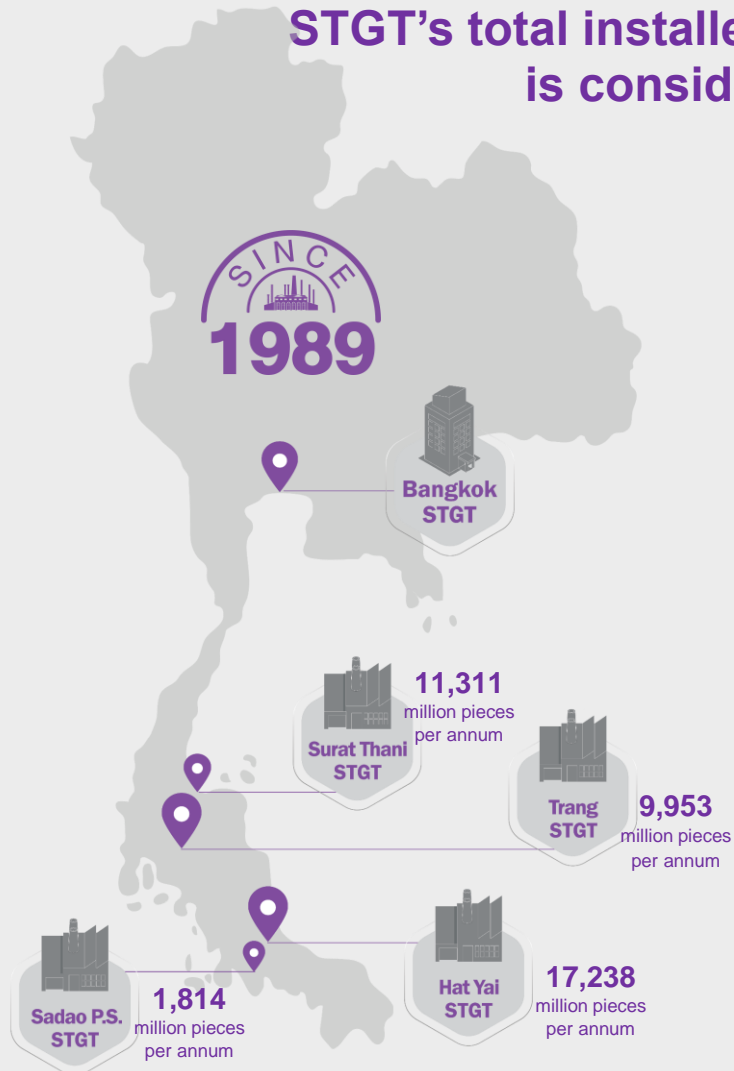 STGT’s total installe
is consid
SINCE
1989
Bangkok
STGT
11,311
million pieces
per annum
Surat Thani
STGT
9,953
million pieces
per annum
Trang
STGT
17,238
million pieces
per annum
Hat Yai
STGT
1,814
million pieces
per annum
Sadao P.S.
STGT